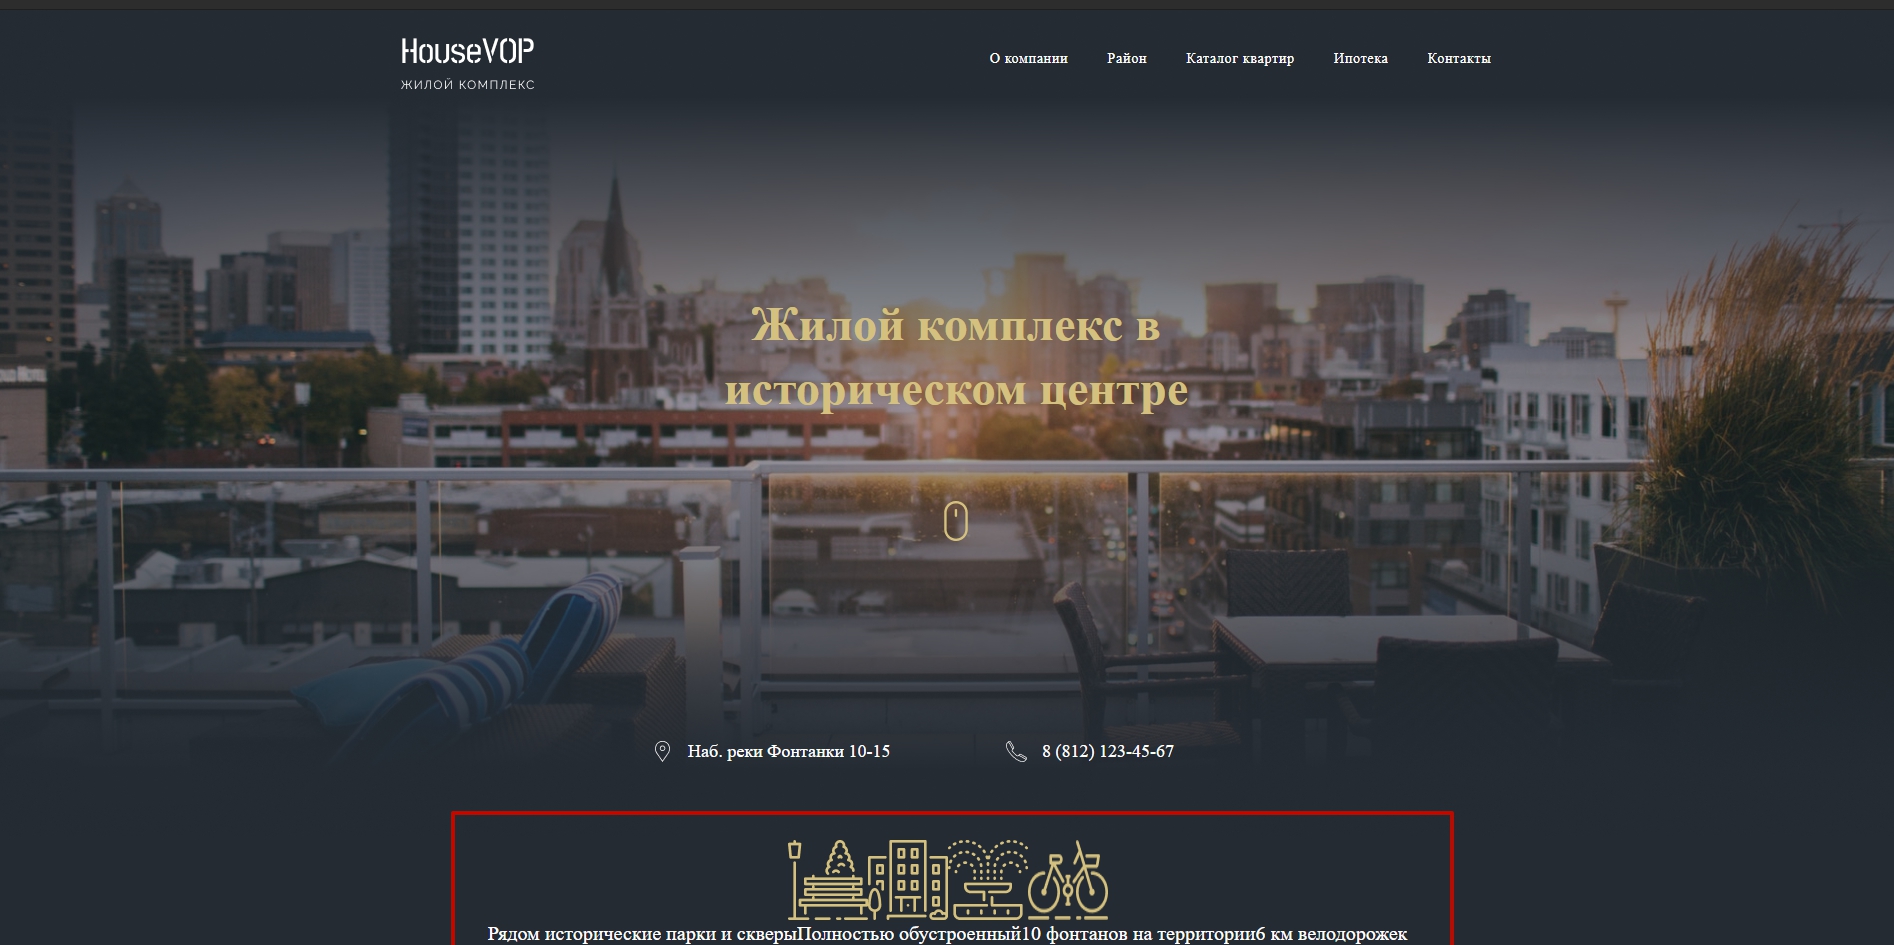 HouseVOP
ЖИЛОЙ КОМПЛЕКС
О компании Район Каталог квартир Ипотека Контакты
Жилой комплекс в
историческом центре
Наб. реки Фонтанки 10-15 8 (812) 123-45-67
Рядом исторические парки и скверыПолностью обустроенный10 фонтанов на территории6 км велодорожек